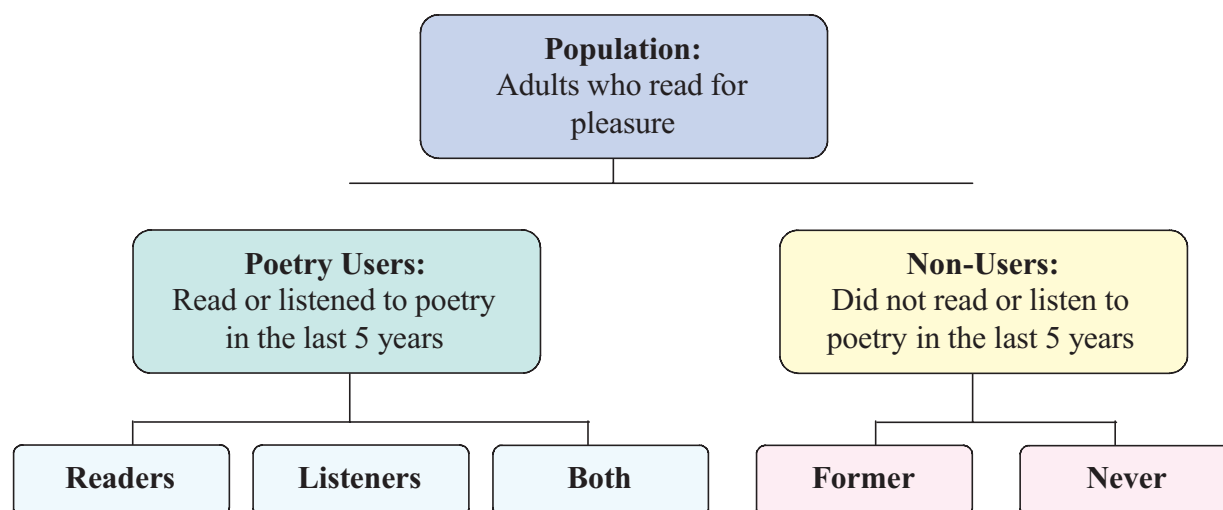 Population:
Adults who read for
pleasure
Poetry Users:
Read or listened to poetry
in the last 5 years
Non-Users:
Did not read or listen to
poetry in the last 5 years
Readers
Listeners
Both
Former
Never